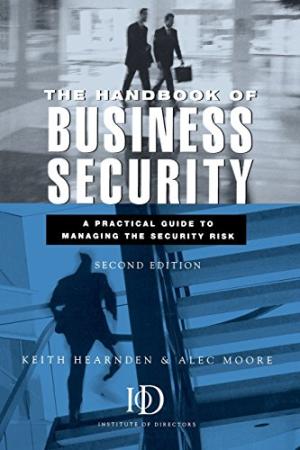 THE HANDBOOK OF
BUSINESS
SECURITY
A PRACTICAL GUIDE TO
MANAGING THE SECURITY RISK
SECOND EDITION
KEITH HEARNDEN & ALEC MOORE
IOD
INSTITUTE OF DIRECTORS